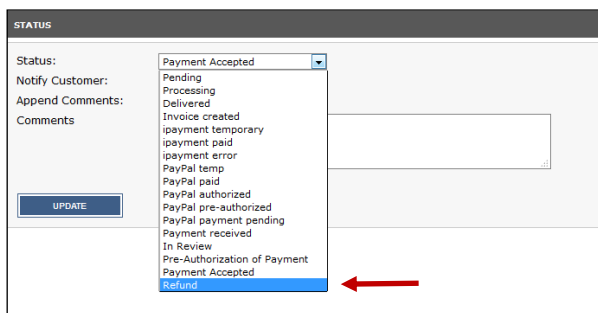 STATUS
Status: Payment Accepted
Notify Customer:
Append Comments:
Comments
Pending
Processing
Delivered
Invoice created
ipayment temporary
ipayment paid
ipayment error
PayPal temp
PayPal paid
PayPal authorized
PayPal pre-authorized
PayPal payment pending
Payment received
In Review
Pre-Authorization of Payment
Payment Accepted
Refund
UPDATE